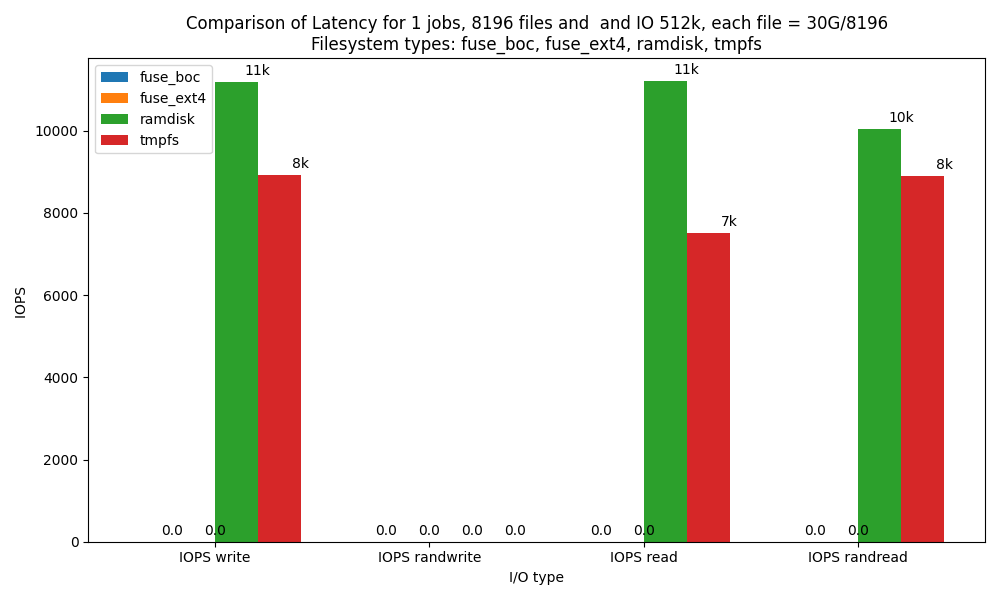 Comparison of Latency for 1 jobs, 8196 files and  and IO 512k, each file = 30G/8196
Filesystem types: fuse_boc, fuse_ext4, ramdisk, tmpfs
fuse_boc
fuse_ext4
ramdisk
tmpfs
11k
8k
11k
7k
10k
8k
10000
8000
6000
4000
2000
0
IOPS
0.0 0.0
0.0 0.0 0.0 0.0
0.0 0.0
0.0 0.0
IOPS write
IOPS randwrite
IOPS read
IOPS randread
I/O type